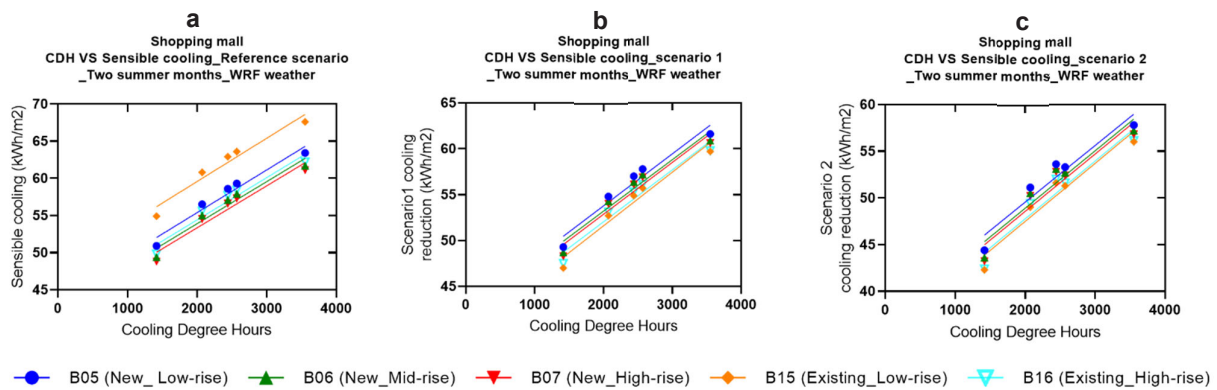 a
Shopping mall
CDH VS Sensible cooling_Reference scenario
_Two summer months_WRF weather
70
65
60
55
50
45
Sensible cooling (kWh/m2)
0
1000
2000
3000
4000
Cooling Degree Hours
b
Shopping mall
CDH VS Sensible cooling_scenario 1
_Two summer months_WRF weather
65
60
55
50
45
Scenario1 cooling
reduction (kWh/m2)
0
1000
2000
3000
4000
Cooling Degree Hours
c
Shopping mall
CDH VS Sensible cooling_scenario 2
_Two summer months_WRF weather
60
55
50
45
40
Scenario 2
cooling reduction (kWh/m2)
0
1000
2000
3000
4000
Cooling Degree Hours
B05 (New_ Low-rise)
B06 (New_Mid-rise)
B07 (New_High-rise)
B15 (Existing_Low-rise)
B16 (Existing_High-rise)